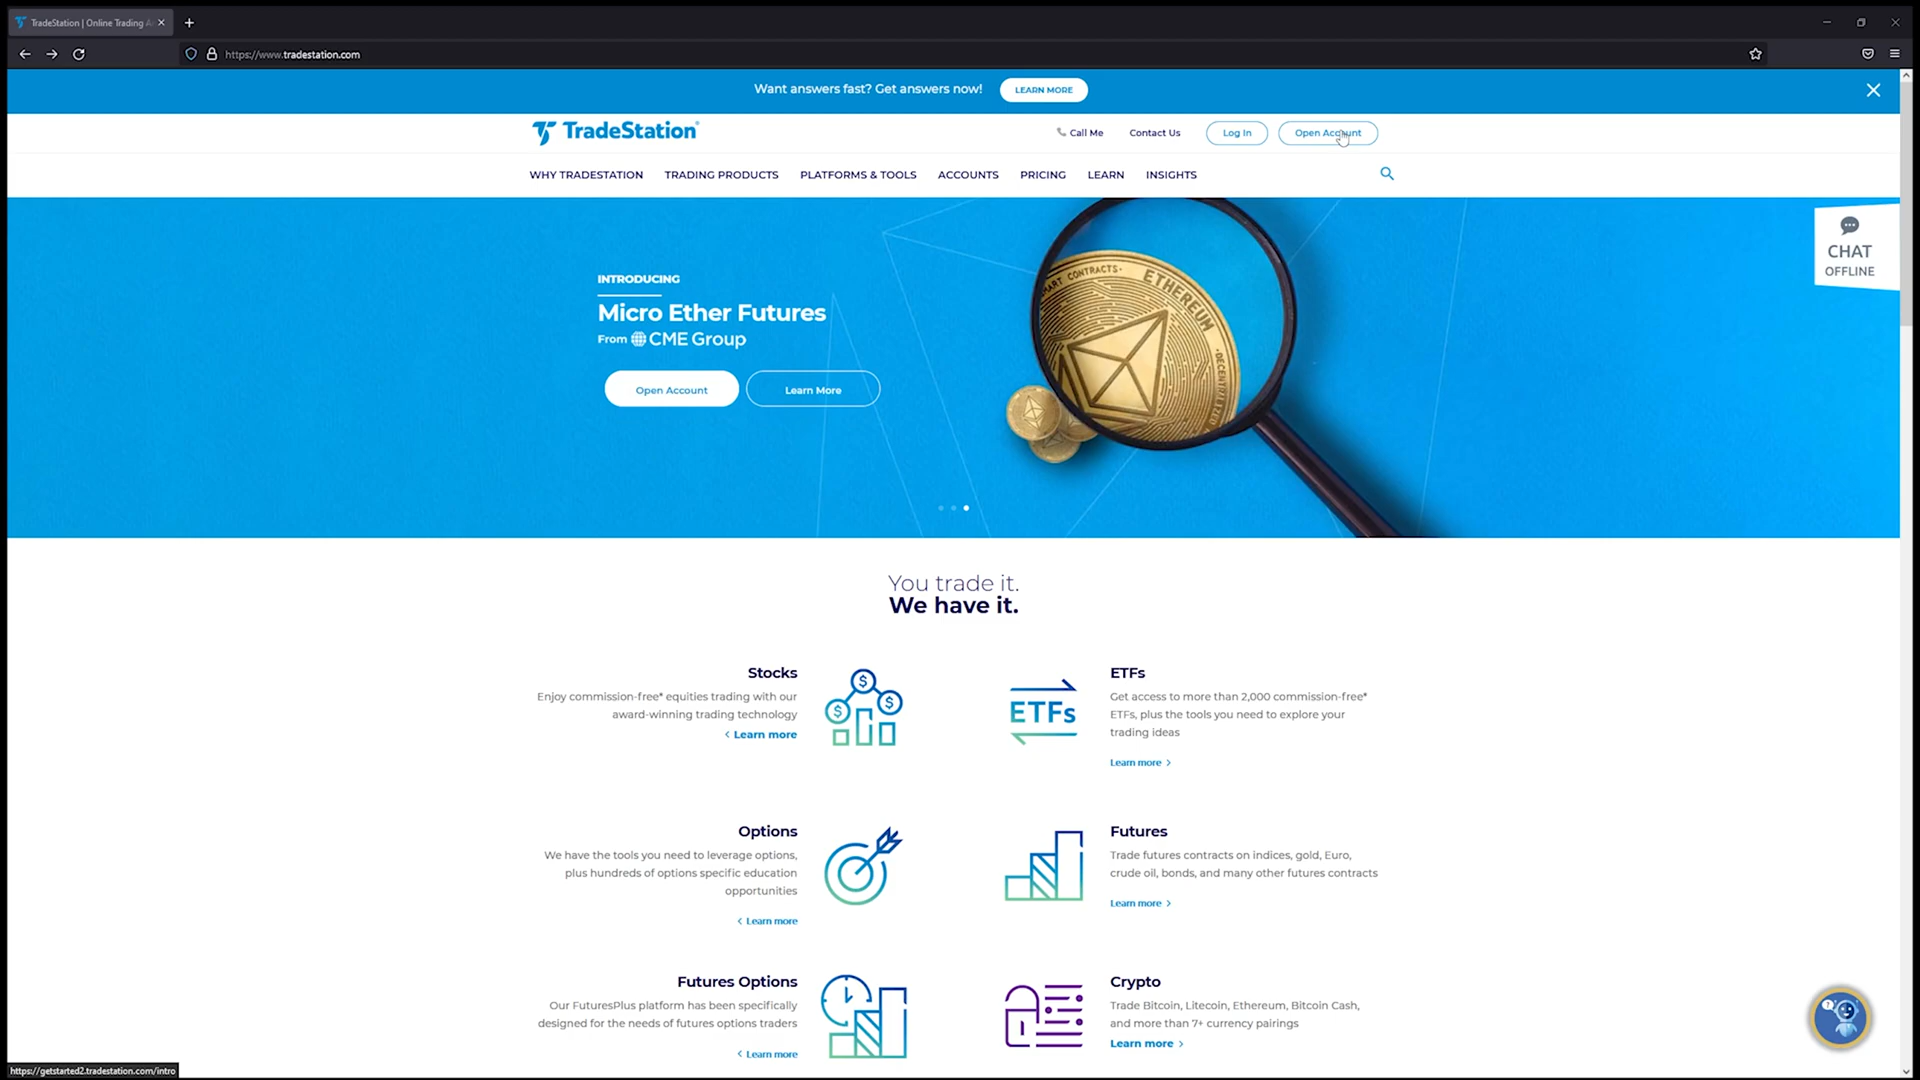 TradeStation | Online Trading
https://www.tradestation.com
Want answers fast? Get answers now!
LEARN MORE
TradeStation
Call Me
Contact Us
Log In
Open Account
WHY TRADESTATION
TRADING PRODUCTS
PLATFORMS & TOOLS
ACCOUNTS
PRICING
LEARN
INSIGHTS
INTRODUCING
Micro Ether Futures
From CME Group
Open Account
Learn More
SMART CONTRACTS
ETHEREUM
CHAT
OFFLINE
You trade it.
We have it.
Stocks
Enjoy commission-free* equities trading with our
award-winning trading technology
< Learn more
ETFs
ETFs
Get access to more than 2,000 commission-free*
ETFs, plus the tools you need to explore your
trading ideas
Learn more >
Options
We have the tools you need to leverage options,
plus hundreds of options specific education
opportunities
< Learn more
Futures
Trade futures contracts on indices, gold, Euro,
crude oil, bonds, and many other futures contracts
Learn more >
Futures Options
Our FuturesPlus platform has been specifically
designed for the needs of futures options traders
< Learn more
Crypto
Trade Bitcoin, Litecoin, Ethereum, Bitcoin Cash,
and more than 7+ currency pairings
Learn more >
https://getstarted2.tradestation.com/intro